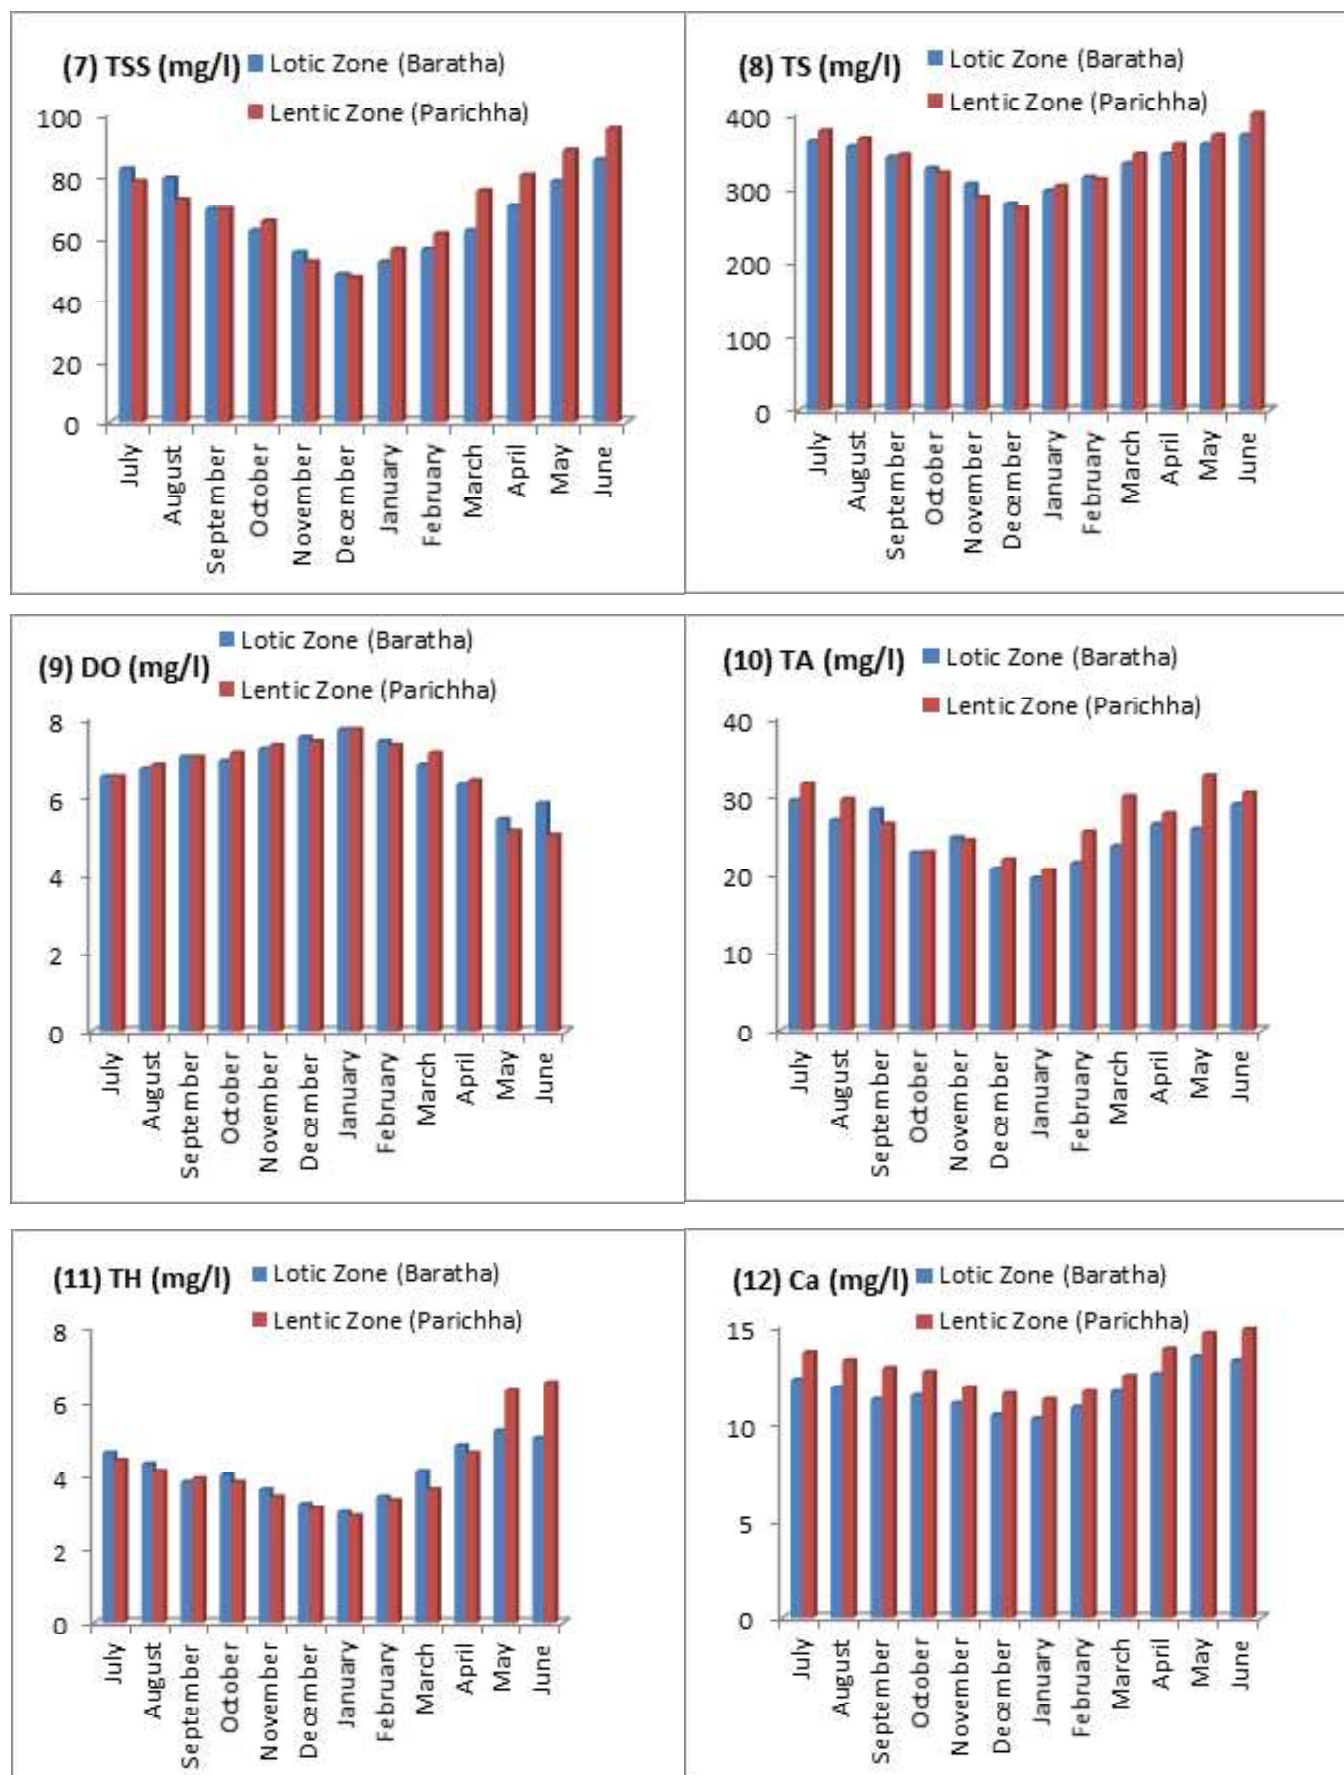 (7) TSS (mg/l)
Lotic Zone (Baratha)
Lentic Zone (Parichha)
100
80
60
40
20
0
July
August
September
October
November
December
January
February
March
April
May
June
(8) TS (mg/l)
Lotic Zone (Baratha)
Lentic Zone (Parichha)
400
300
200
100
0
July
August
September
October
November
December
January
February
March
April
May
June
(9) DO (mg/l)
Lotic Zone (Baratha)
Lentic Zone (Parichha)
8
6
4
2
0
July
August
September
October
November
December
January
February
March
April
May
June
(10) TA (mg/l)
Lotic Zone (Baratha)
Lentic Zone (Parichha)
40
30
20
10
0
July
August
September
October
November
December
January
February
March
April
May
June
(11) TH (mg/l)
Lotic Zone (Baratha)
Lentic Zone (Parichha)
8
6
4
2
0
July
August
September
October
November
December
January
February
March
April
May
June
(12) Ca (mg/l)
Lotic Zone (Baratha)
Lentic Zone (Parichha)
15
10
5
0
July
August
September
October
November
December
January
February
March
April
May
June